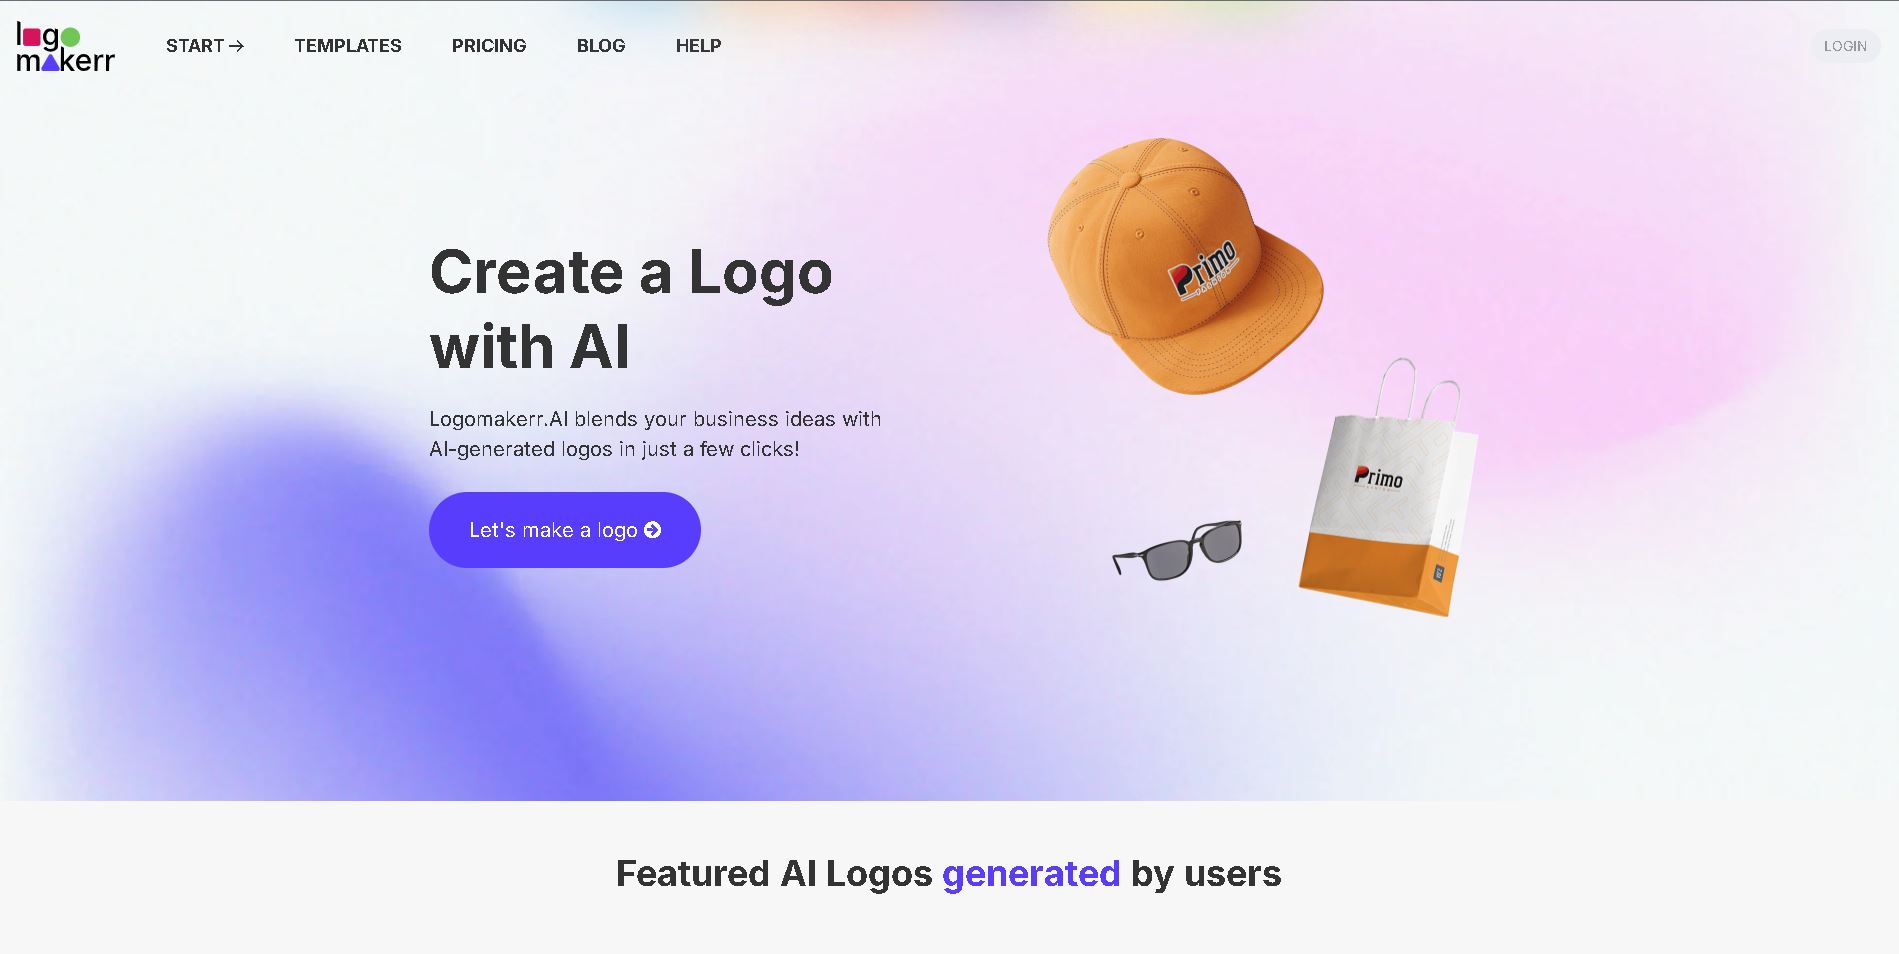 logo
makerr
START →
TEMPLATES
PRICING
BLOG
HELP
LOGIN
Create a Logo
with AI
Logomakerr.AI blends your business ideas with
AI-generated logos in just a few clicks!
Let's make a logo
Primo
Primo
Featured AI Logos generated by users